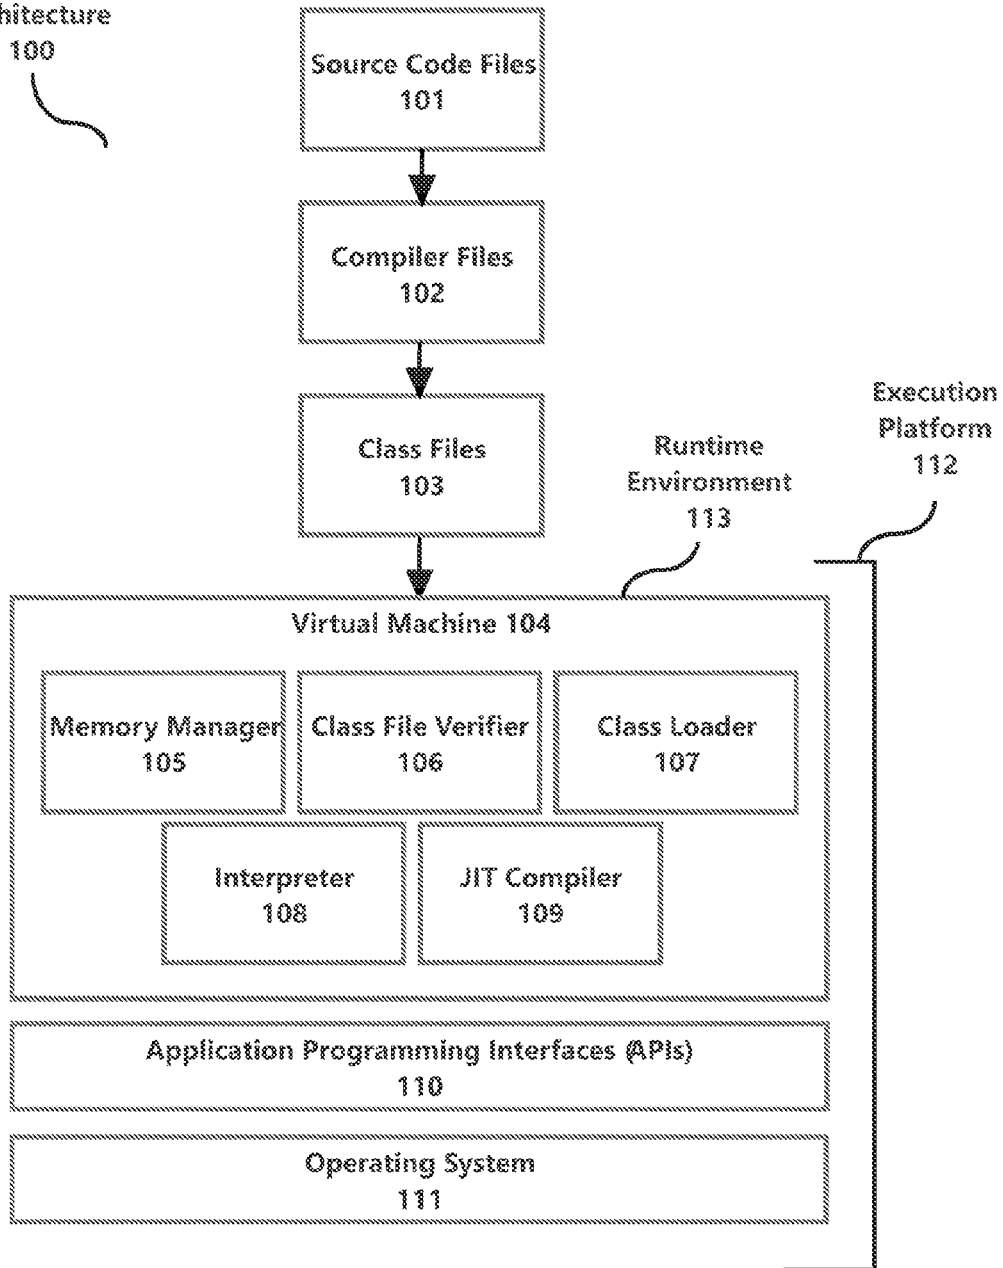 hitecture
100
Source Code Files
101
Compiler Files
102
Class Files
103
Execution
Platform
112
Runtime
Environment
113
Virtual Machine 104
Memory Manager
105
Class File Verifier
106
Class Loader
107
Interpreter
108
JIT Compiler
109
Application Programming Interfaces (APIs)
110
Operating System
111